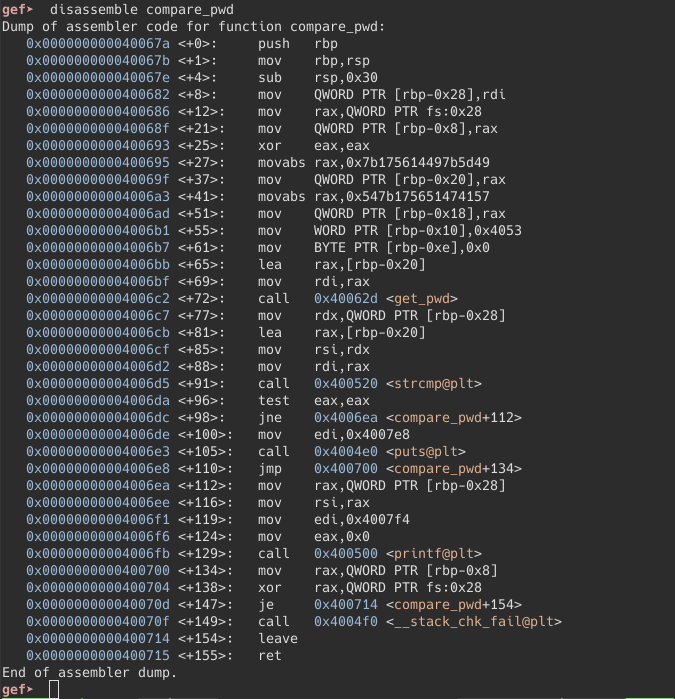 gef➤ disassemble compare_pwd
Dump of assembler code for function compare_pwd:
0x000000000040067a <+0>: push rbp
0x000000000040067b <+1>: mov rbp,rsp
0x000000000040067e <+4>: sub rsp,0x30
0x0000000000400682 <+8>: mov QWORD PTR [rbp-0x28],rdi
0x0000000000400686 <+12>: mov rax,QWORD PTR fs:0x28
0x000000000040068f <+21>: mov QWORD PTR [rbp-0x8],rax
0x0000000000400693 <+25>: xor eax,eax
0x0000000000400695 <+27>: movabs rax,0x7b175614497b5d49
0x000000000040069f <+37>: mov QWORD PTR [rbp-0x20],rax
0x00000000004006a3 <+41>: movabs rax,0x547b175651474157
0x00000000004006ad <+51>: mov QWORD PTR [rbp-0x18],rax
0x00000000004006b1 <+55>: mov WORD PTR [rbp-0x10],0x4053
0x00000000004006b7 <+61>: mov BYTE PTR [rbp-0xe],0x0
0x00000000004006bb <+65>: lea rax,[rbp-0x20]
0x00000000004006bf <+69>: mov rdi,rax
0x00000000004006c2 <+72>: call 0x40062d <get_pwd>
0x00000000004006c7 <+77>: mov rdx,QWORD PTR [rbp-0x28]
0x00000000004006cb <+81>: lea rax,[rbp-0x20]
0x00000000004006cf <+85>: mov rsi,rdx
0x00000000004006d2 <+88>: mov rdi,rax
0x00000000004006d5 <+91>: call 0x400520 <strcmp@plt>
0x00000000004006da <+96>: test eax,eax
0x00000000004006dc <+98>: jne 0x4006ea <compare_pwd+112>
0x00000000004006de <+100>: mov edi,0x4007e8
0x00000000004006e3 <+105>: call 0x4004e0 <puts@plt>
0x00000000004006e8 <+110>: jmp 0x400700 <compare_pwd+134>
0x00000000004006ea <+112>: mov rax,QWORD PTR [rbp-0x28]
0x00000000004006ee <+116>: mov rsi,rax
0x00000000004006f1 <+119>: mov edi,0x4007f4
0x00000000004006f6 <+124>: mov eax,0x0
0x00000000004006fb <+129>: call 0x400500 <printf@plt>
0x0000000000400700 <+134>: mov rax,QWORD PTR [rbp-0x8]
0x0000000000400704 <+138>: xor rax,QWORD PTR fs:0x28
0x000000000040070d <+147>: je 0x400714 <compare_pwd+154>
0x000000000040070f <+149>: call 0x4004f0 <__stack_chk_fail@plt>
0x0000000000400714 <+154>: leave
0x0000000000400715 <+155>: ret
End of assembler dump.
gef➤